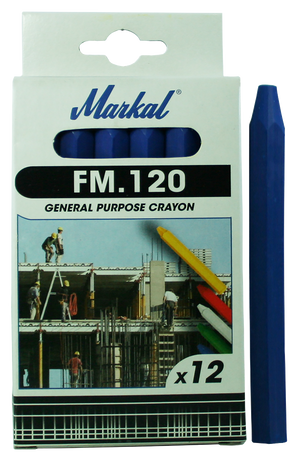 Markal
FM.120
GENERAL PURPOSE CRAYON
x12